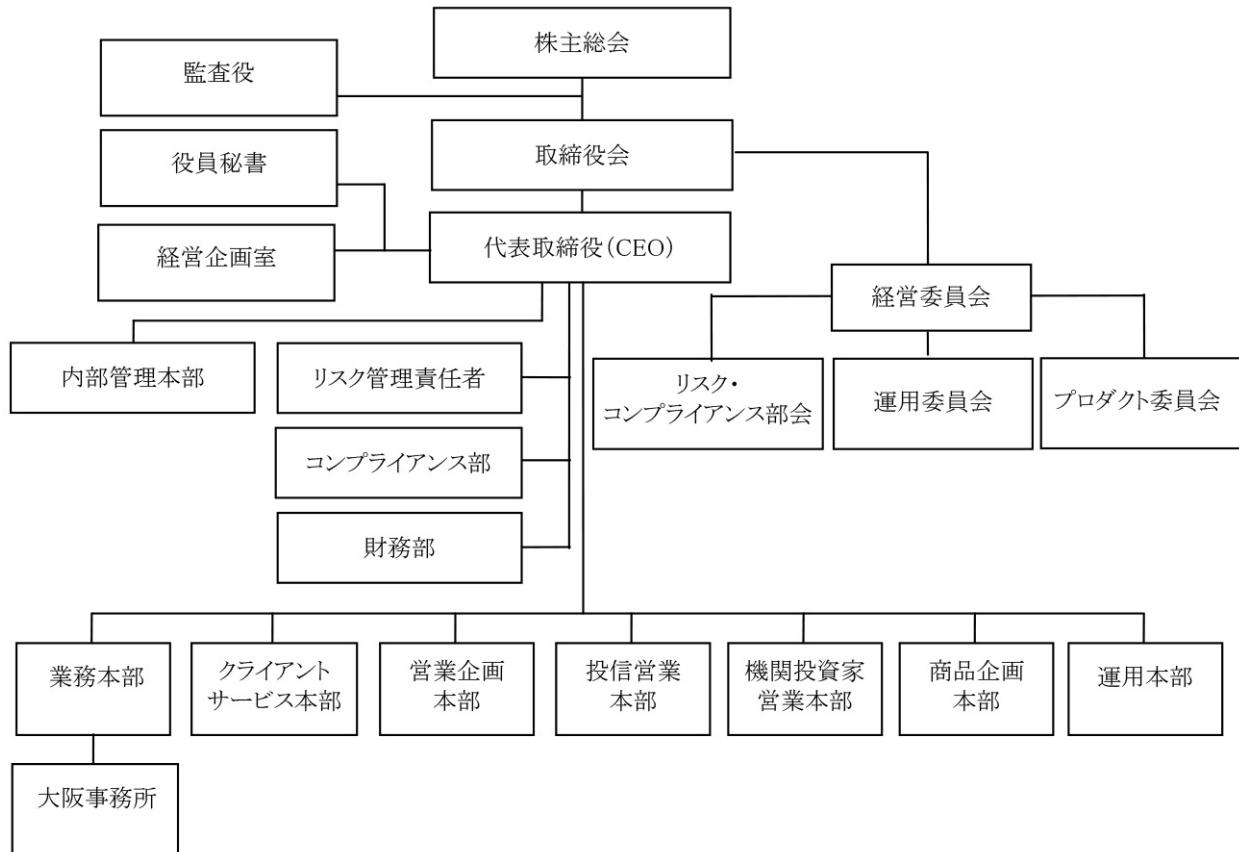 株主総会
監査役
取締役会
役員秘書
代表取締役(CEO)
経営企画室
経営委員会
内部管理本部
リスク管理責任者
リスク・
コンプライアンス部会
運用委員会
プロダクト委員会
コンプライアンス部
財務部
業務本部
クライアント
サービス本部
営業企画
本部
投信営業
本部
機関投資家
営業本部
商品企画
本部
運用本部
大阪事務所